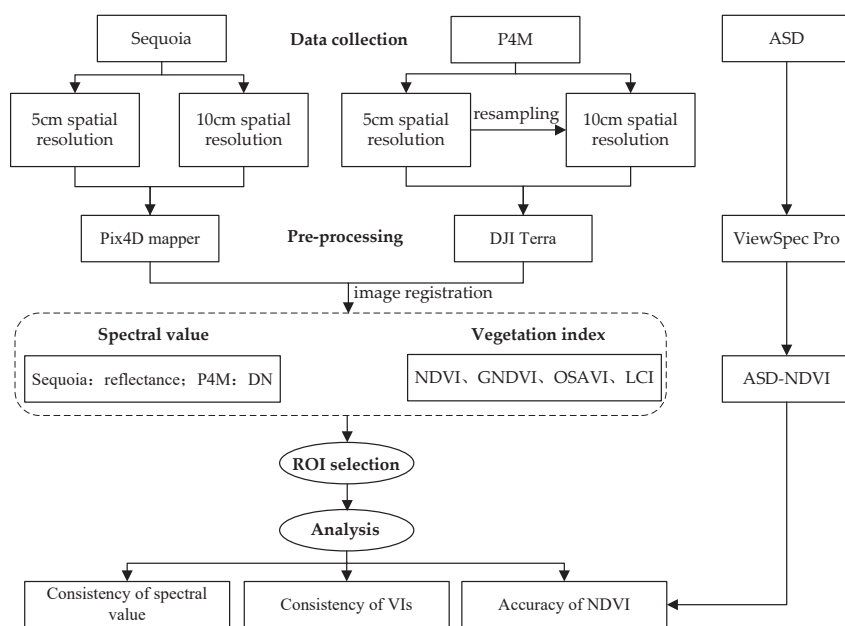 Sequoia
Data collection
P4M
ASD
5cm spatial
resolution
10cm spatial
resolution
5cm spatial
resolution
resampling
10cm spatial
resolution
Pix4D mapper
Pre-processing
DJI Terra
ViewSpec Pro
image registration
Spectral value
Vegetation index
Sequoia：reflectance；P4M：DN
NDVI、GNDVI、OSAVI、LCI
ASD-NDVI
ROI selection
Analysis
Consistency of spectral
value
Consistency of VIs
Accuracy of NDVI